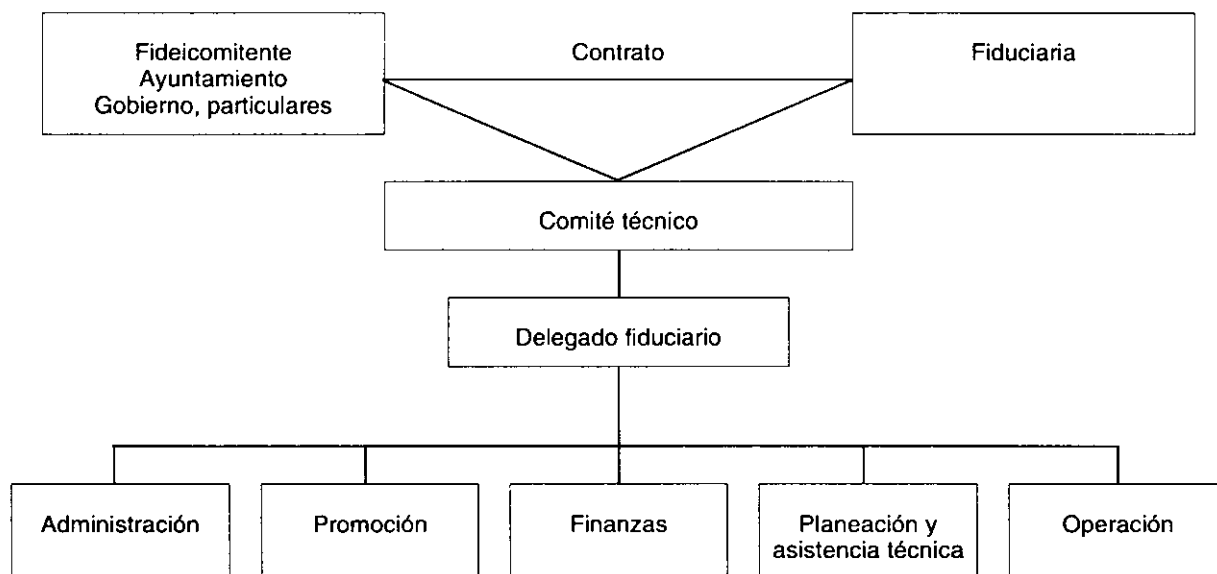 Fideicomitente
Ayuntamiento
Gobierno, particulares
Contrato
Fiduciaria
Comité técnico
Delegado fiduciario
Administración
Promoción
Finanzas
Planeación y
asistencia técnica
Operación